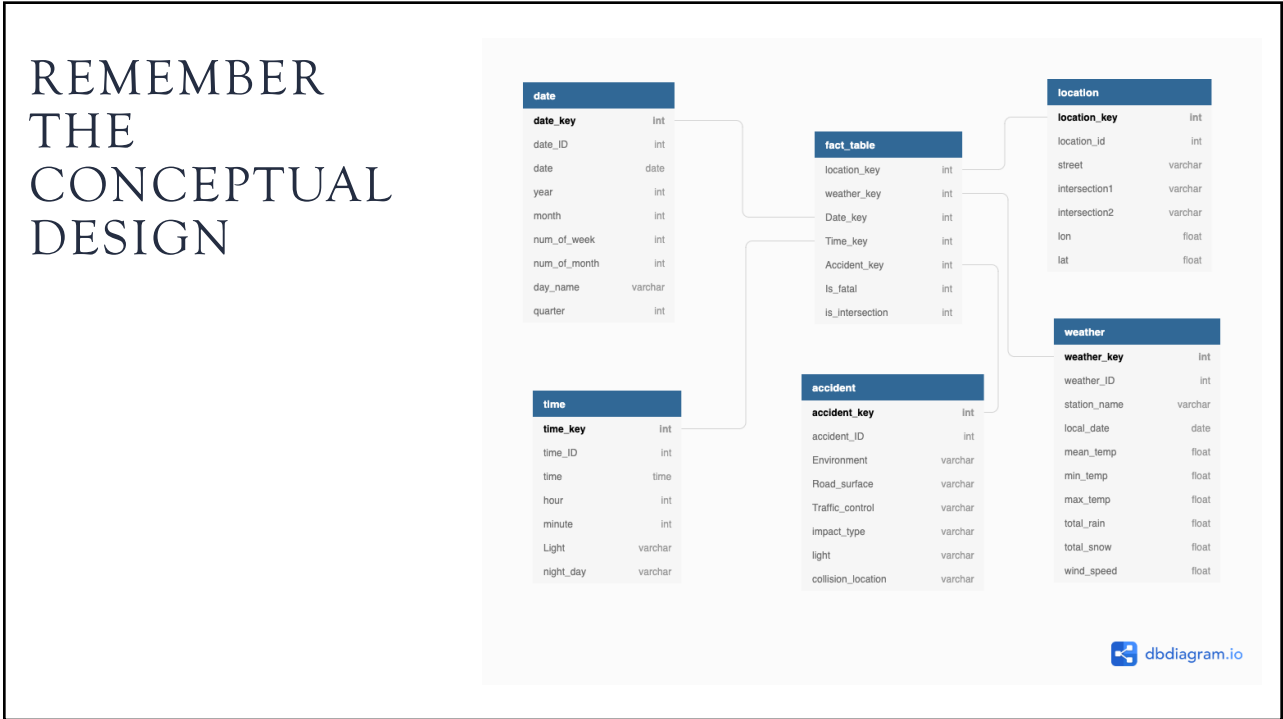 REMEMBER
THE
CONCEPTUAL
DESIGN
date
date_key int
date_ID int
date date
year int
month int
num_of_week int
num_of_month int
day_name varchar
quarter int
time
time_key int
time_ID int
time time
hour int
minute int
Light varchar
night_day varchar
fact_table
location_key int
weather_key int
Date_key int
Time_key int
Accident_key int
Is_fatal int
is_intersection int
accident
accident_key int
accident_ID int
Environment varchar
Road_surface varchar
Traffic_control varchar
impact_type varchar
light varchar
collision_location varchar
location
location_key int
location_id int
street varchar
intersection1 varchar
intersection2 varchar
lon float
lat float
weather
weather_key int
weather_ID int
station_name varchar
local_date date
mean_temp float
min_temp float
max_temp float
total_rain float
total_snow float
wind_speed float
dbdiagram.io